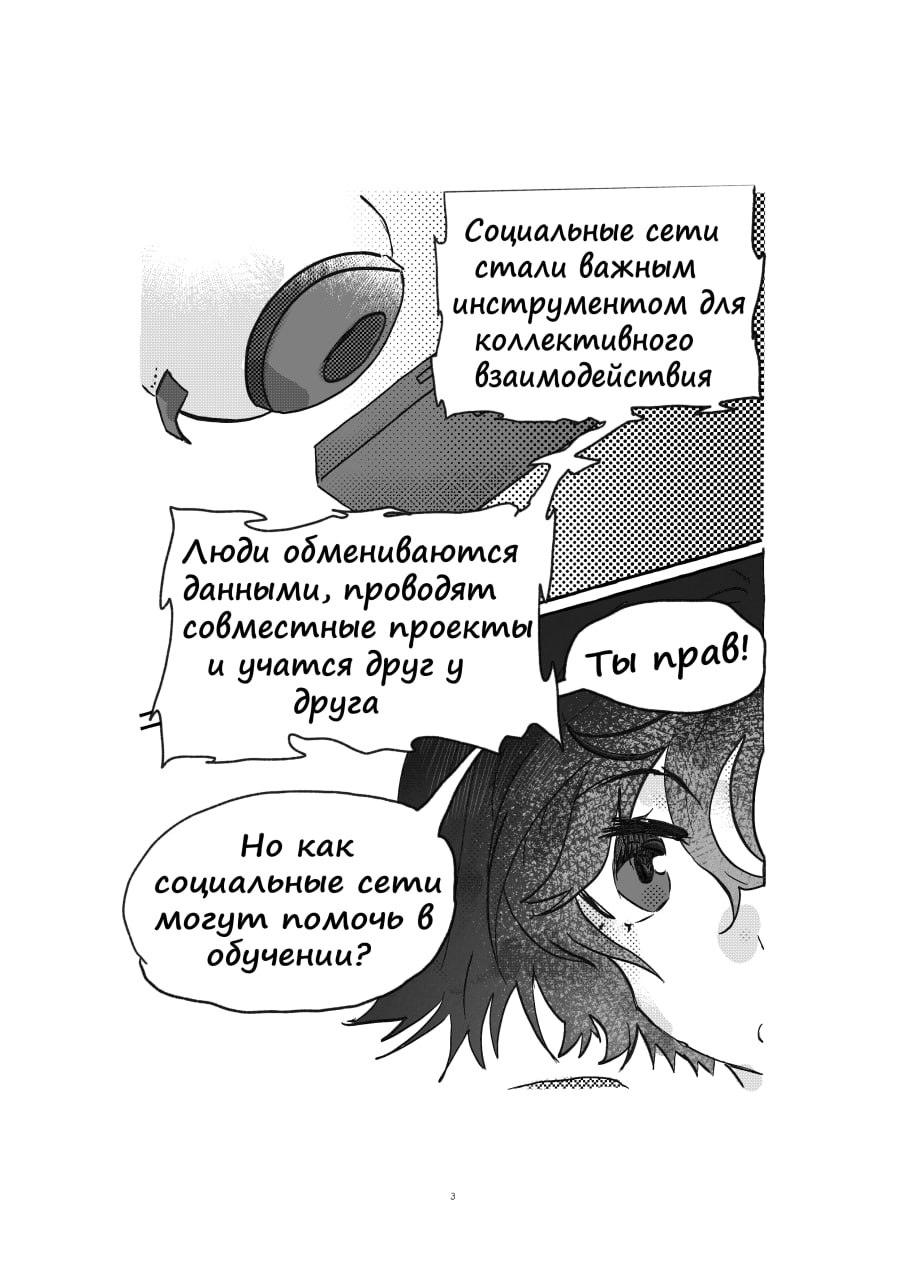 Социальные сети
стали важным
инструментом для
коллективного
взаимодействия
Люди обмениваются
данными, проводят
совместные проекты
и учатся друг у
друга
Ты прав!
Но как
социальные сети
могут помочь в
обучении?
3